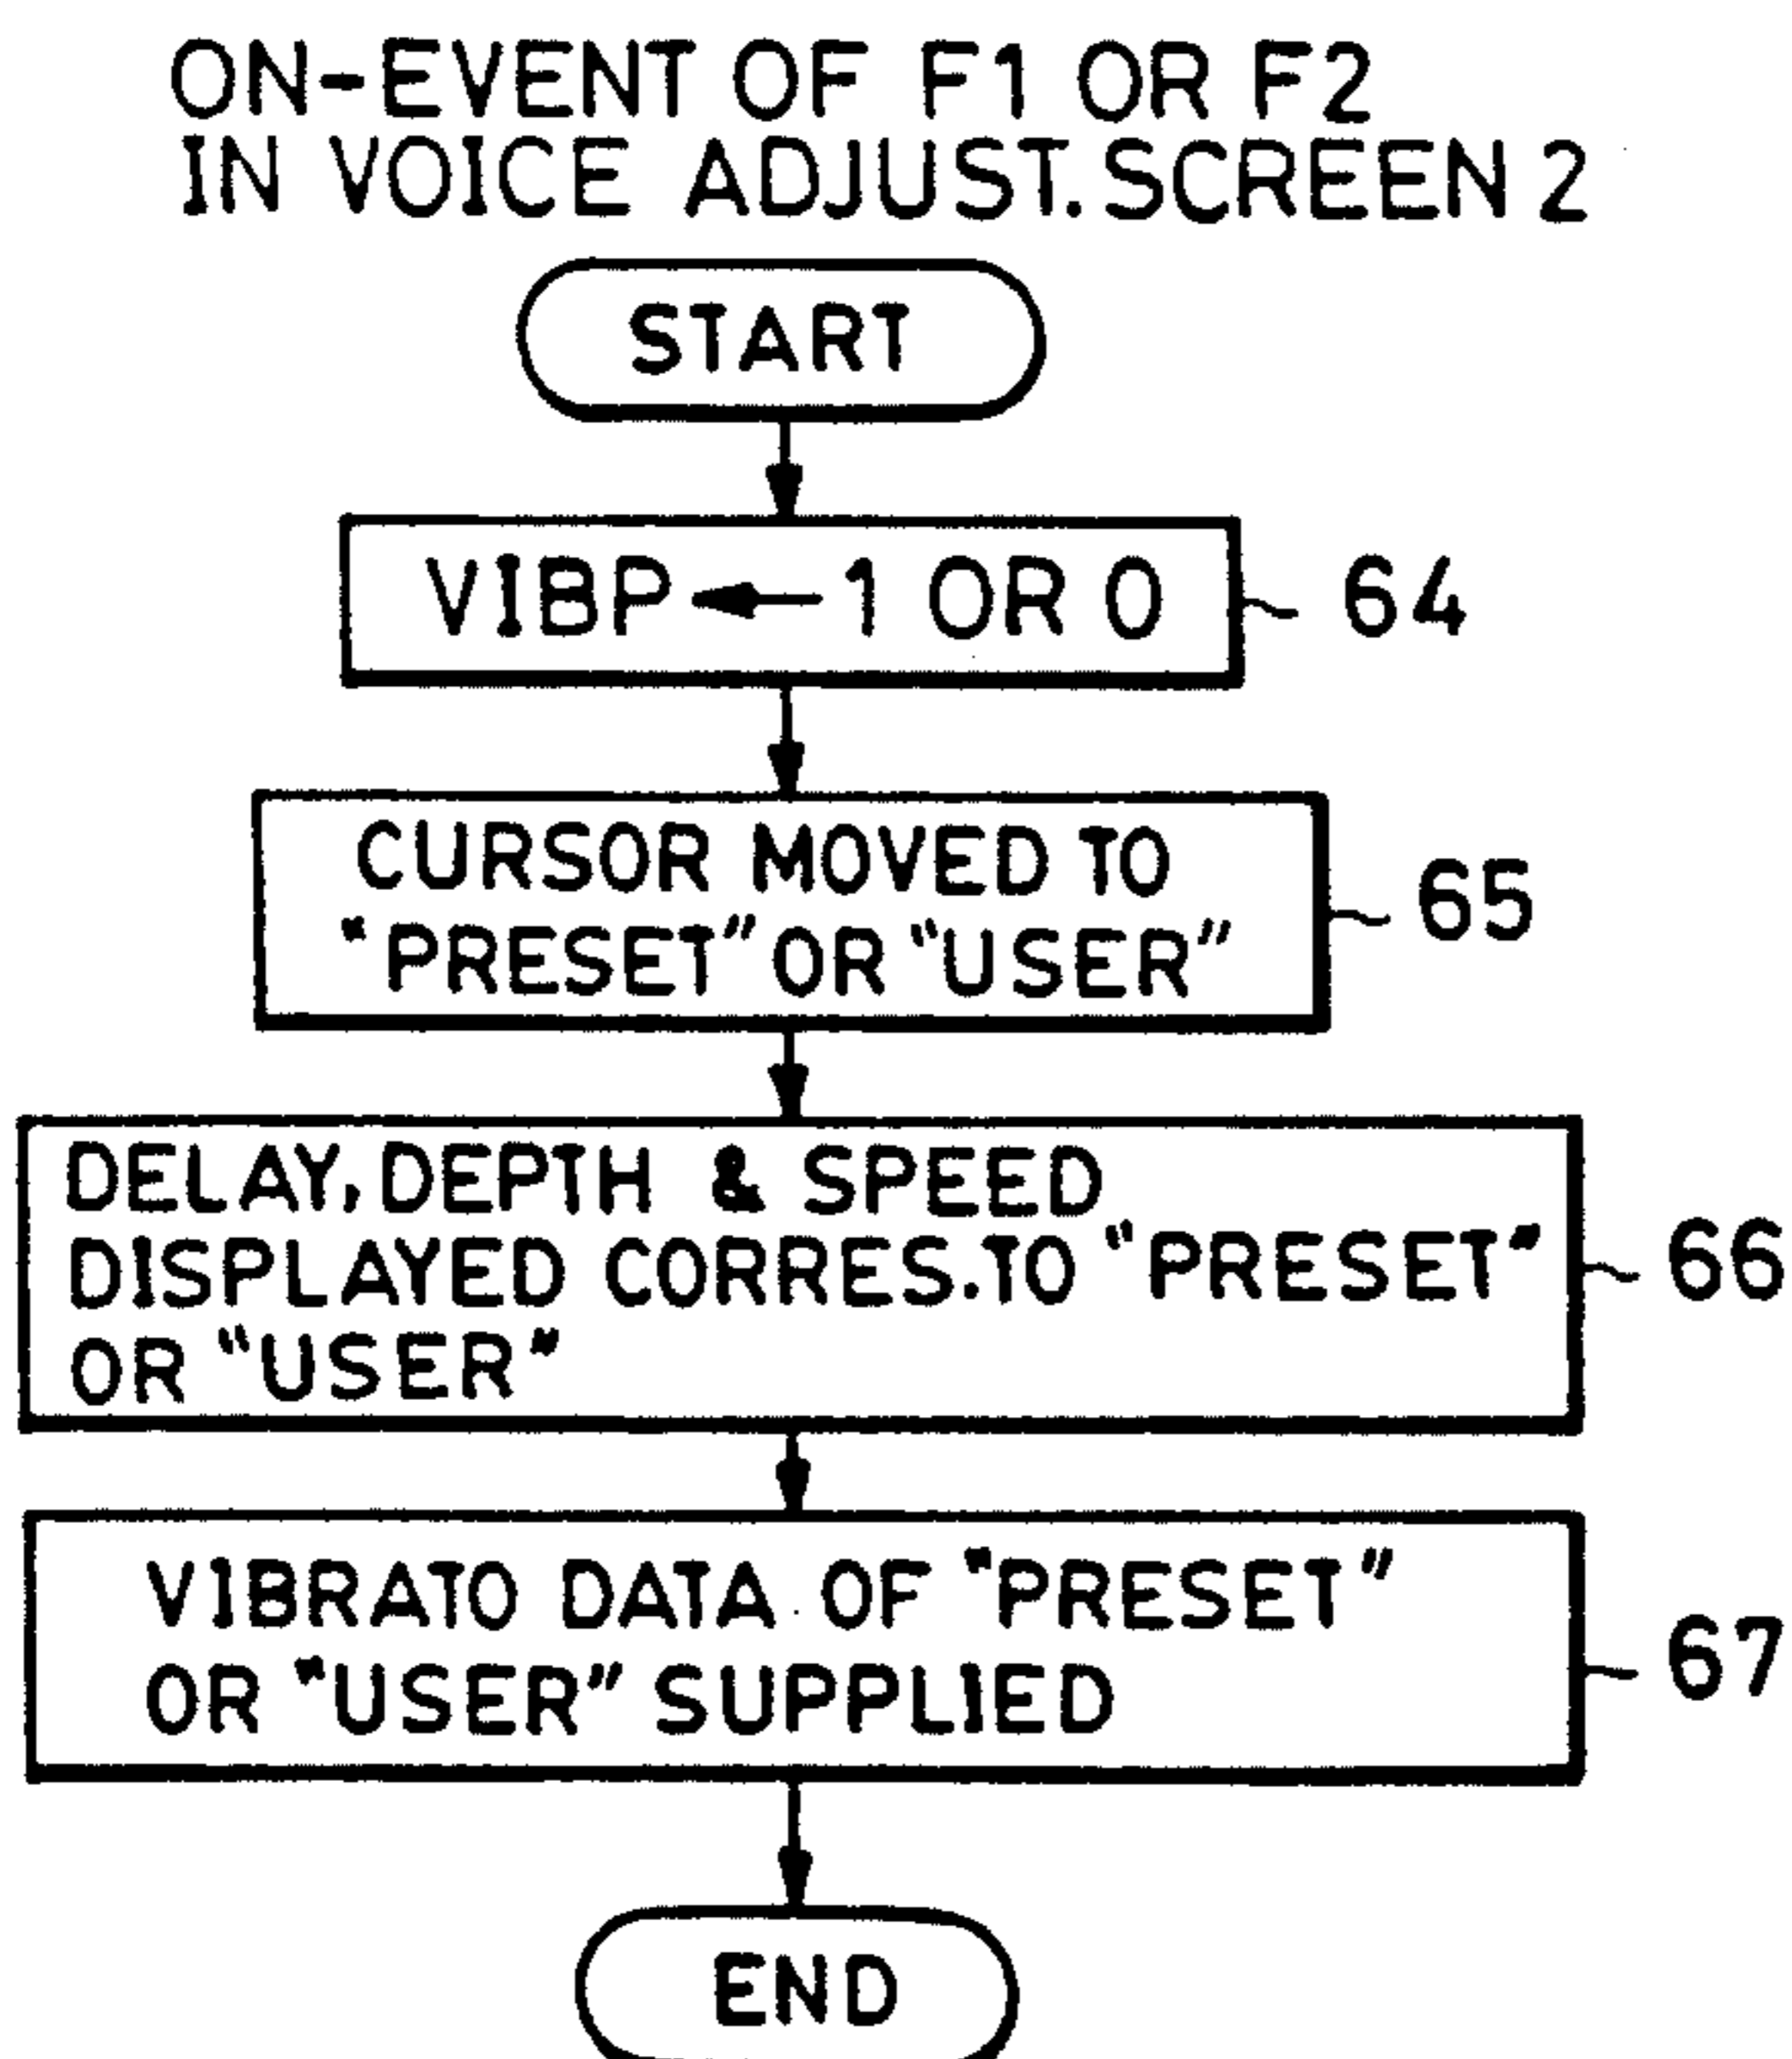 ON-EVENT OF F1 OR F2
IN VOICE ADJUST. SCREEN 2
START
VIBP ← 1 OR 0
64
CURSOR MOVED TO
"PRESET" OR "USER"
65
DELAY, DEPTH & SPEED
DISPLAYED CORRES. TO "PRESET"
OR "USER"
66
VIBRATO DATA OF "PRESET"
OR "USER" SUPPLIED
67
END